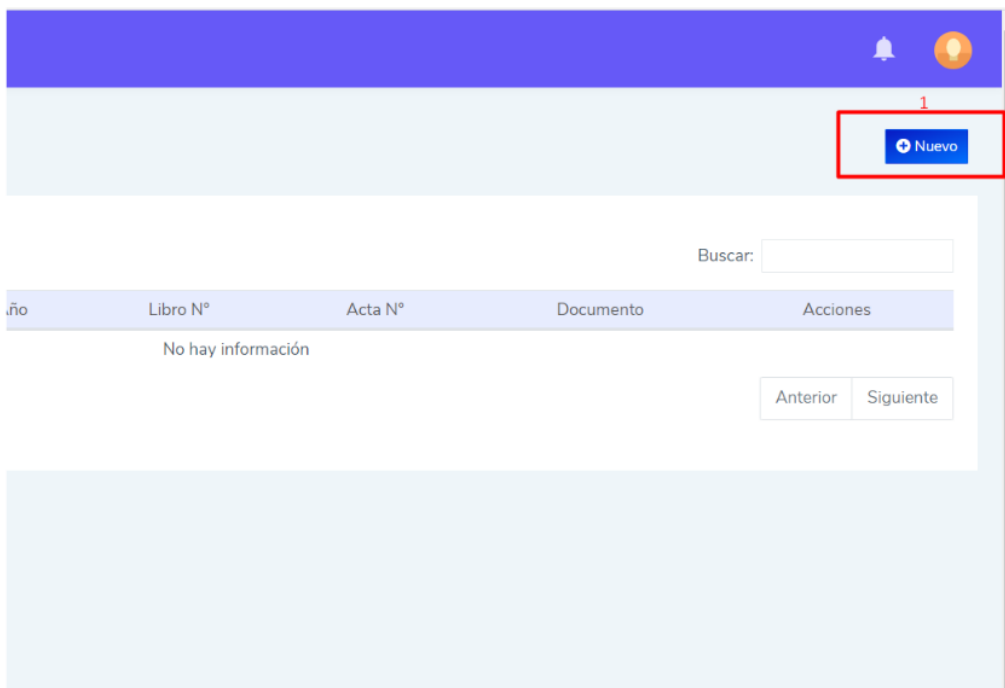 1
Nuevo
Buscar:
ño Libro N° Acta N° Documento Acciones
No hay información
Anterior Siguiente